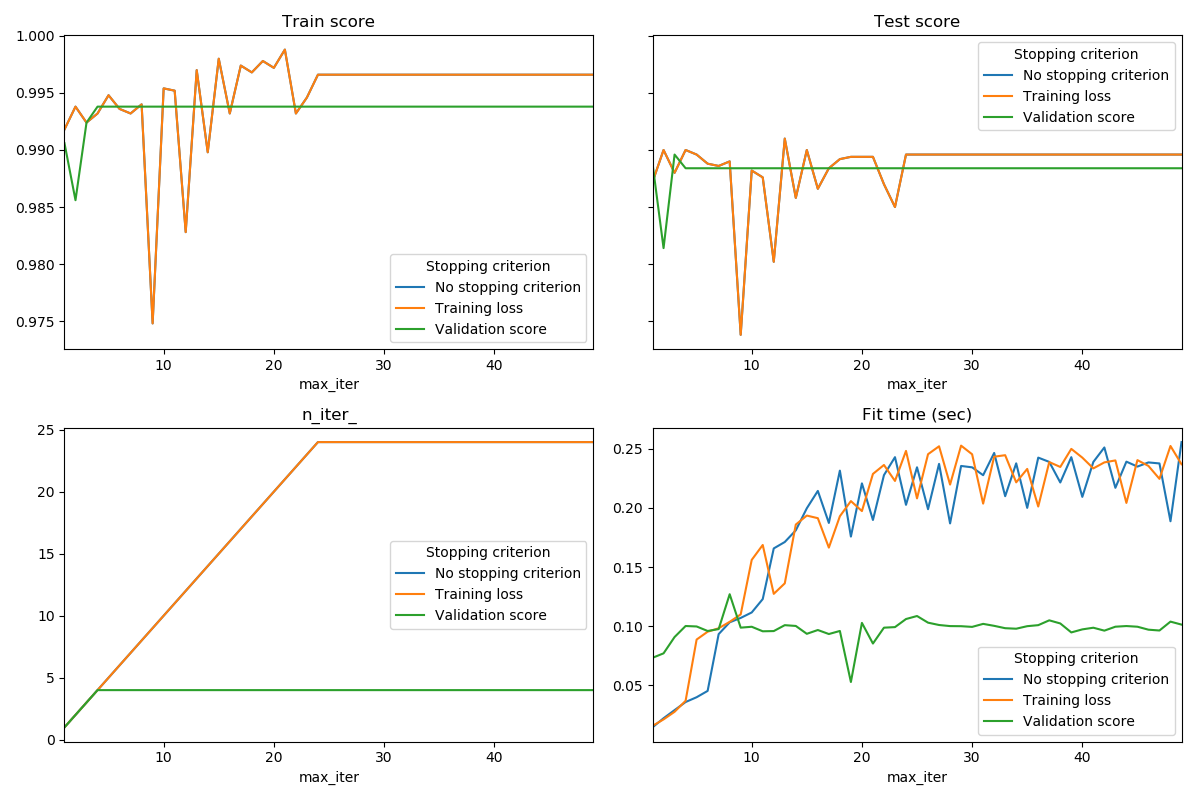 Train score
1.000
0.995
0.990
0.985
0.980
0.975
Stopping criterion
No stopping criterion
Training loss
Validation score
10
20
30
40
max_iter
Test score
Stopping criterion
No stopping criterion
Training loss
Validation score
10
20
30
40
max_iter
n_iter_
25
20
15
10
5
0
Stopping criterion
No stopping criterion
Training loss
Validation score
10
20
30
40
max_iter
Fit time (sec)
0.25
0.20
0.15
0.10
0.05
Stopping criterion
No stopping criterion
Training loss
Validation score
10
20
30
40
max_iter